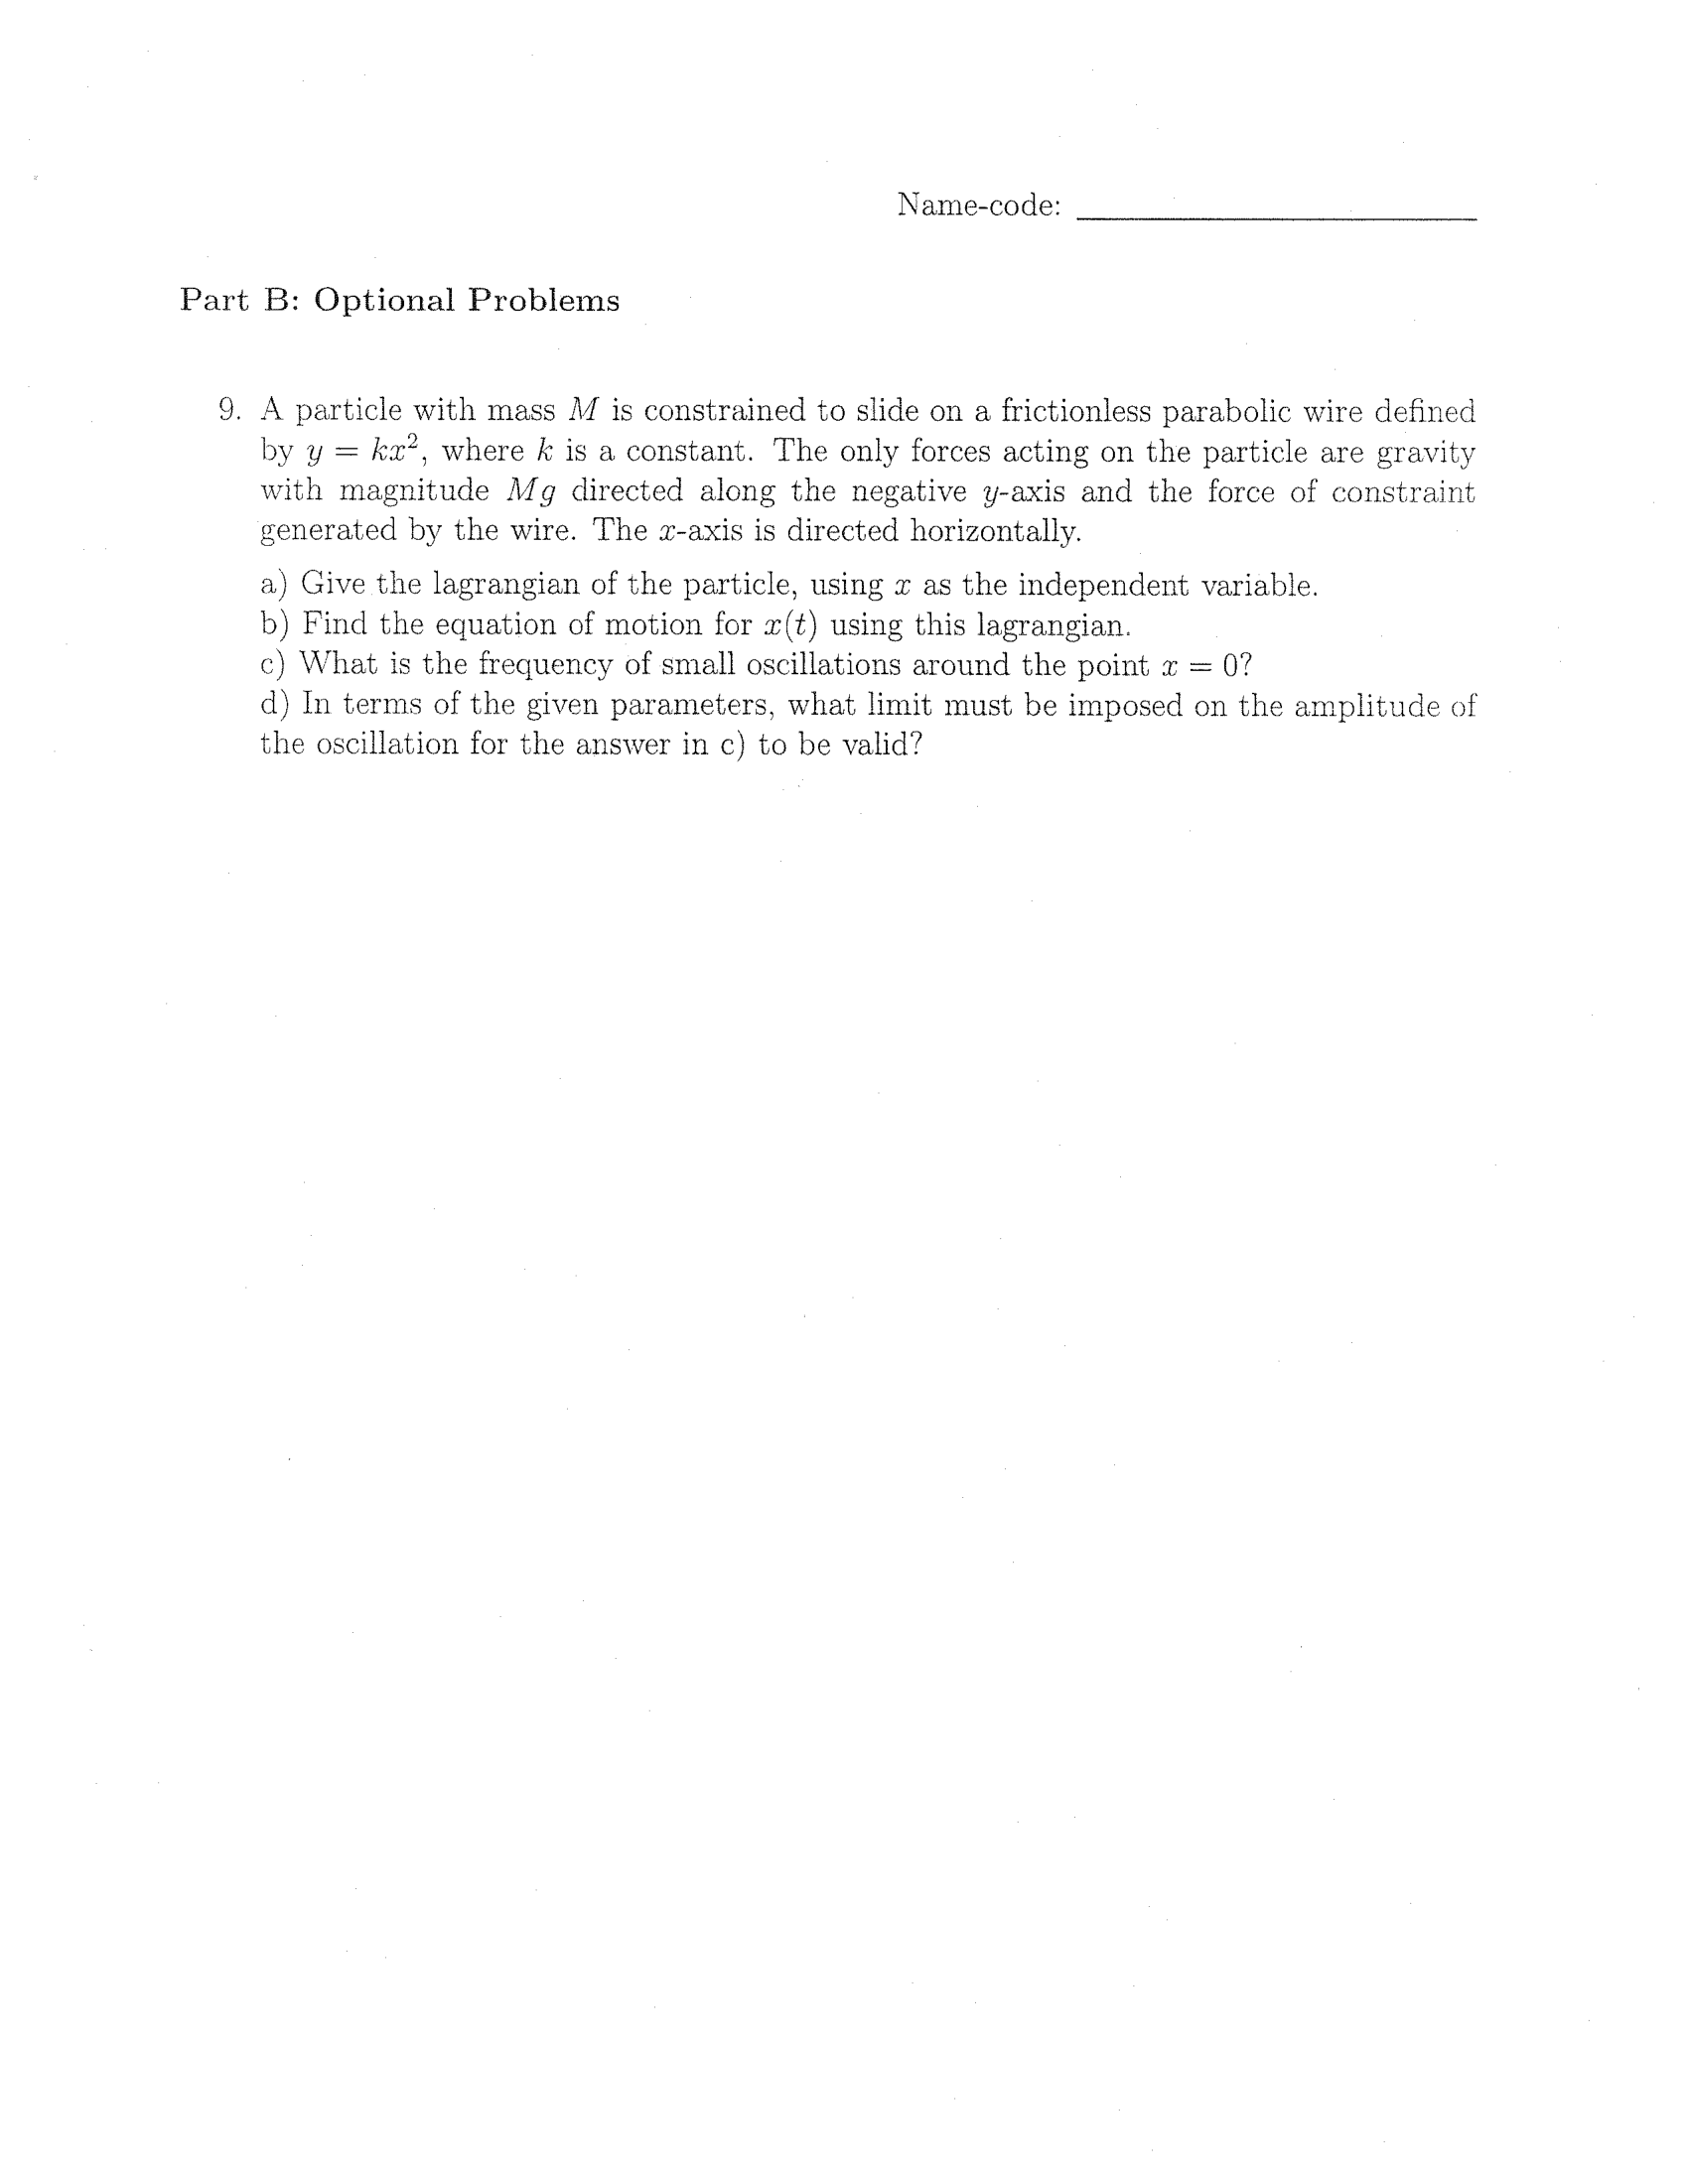 Name-code:
Part B: Optional Problems
9. A particle with mass M is constrained to slide on a frictionless parabolic wire defined
by y = kx², where k is a constant. The only forces acting on the particle are gravity
with magnitude Mg directed along the negative y-axis and the force of constraint
generated by the wire. The x-axis is directed horizontally.
a) Give the lagrangian of the particle, using x as the independent variable.
b) Find the equation of motion for x(t) using this lagrangian.
c) What is the frequency of small oscillations around the point x = 0?
d) In terms of the given parameters, what limit must be imposed on the amplitude of
the oscillation for the answer in c) to be valid?